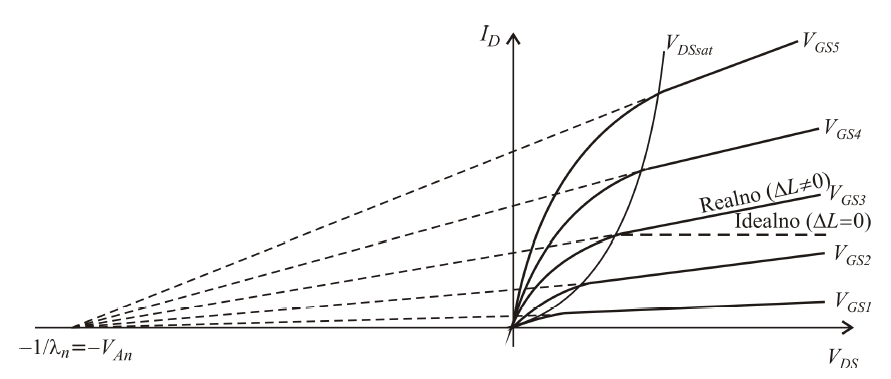 I_D
V_DSsat
V_GS5
V_GS4
Realno (ΔL≠0)
V_GS3
Idealno (ΔL=0)
V_GS2
V_GS1
−1/λ_n=−V_An
V_DS